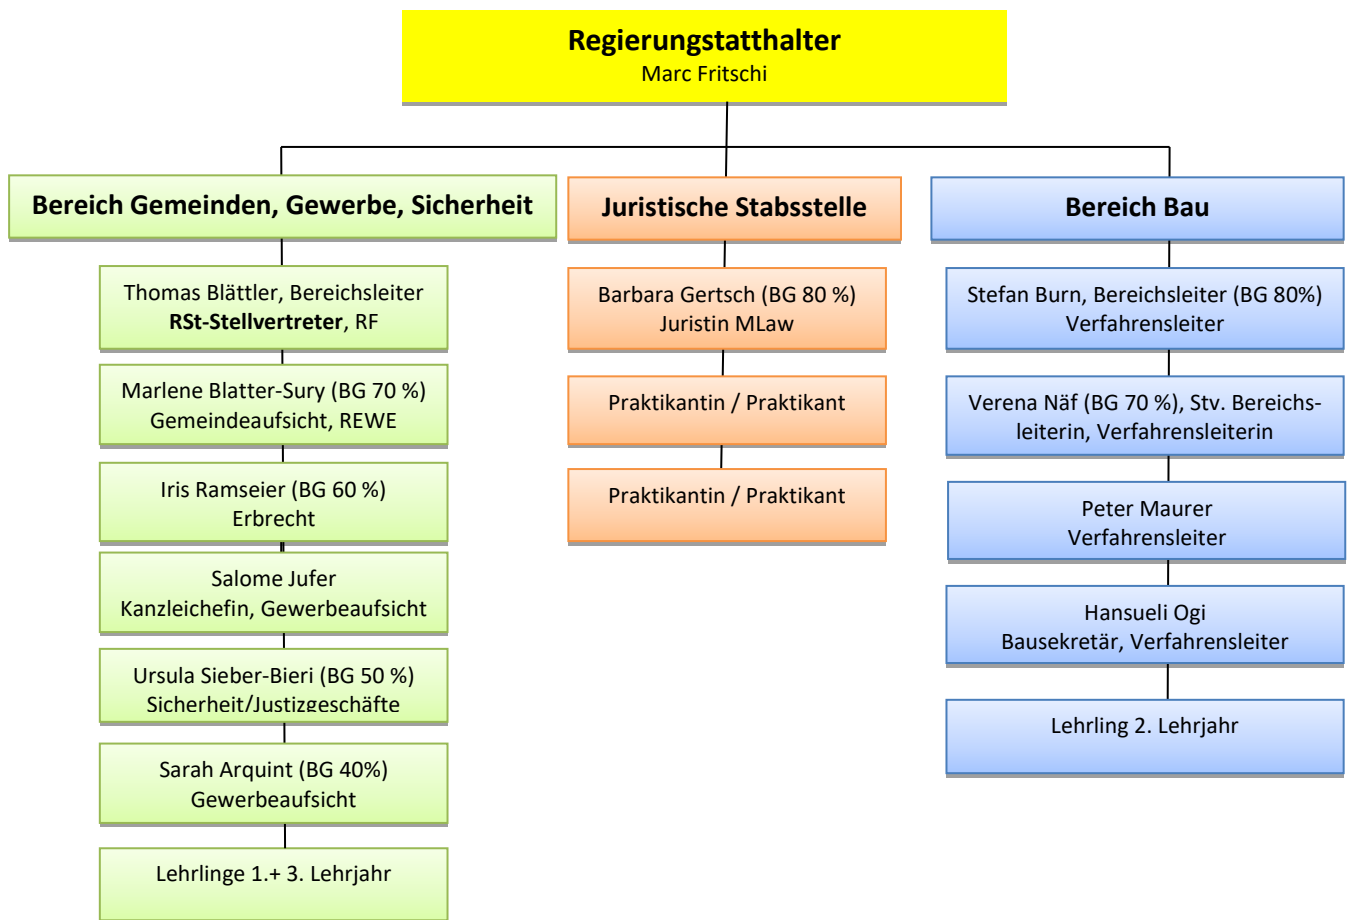 Regierungstatthalter
Marc Fritschi
Bereich Gemeinden, Gewerbe, Sicherheit
Thomas Blättler, Bereichsleiter
RSt-Stellvertreter, RF
Marlene Blatter-Sury (BG 70 %)
Gemeindeaufsicht, REWE
Iris Ramseier (BG 60 %)
Erbrecht
Salome Jufer
Kanzleichefin, Gewerbeaufsicht
Ursula Sieber-Bieri (BG 50 %)
Sicherheit/Justizgeschäfte
Sarah Arquint (BG 40%)
Gewerbeaufsicht
Lehrlinge 1.+ 3. Lehrjahr
Juristische Stabsstelle
Barbara Gertsch (BG 80 %)
Juristin MLaw
Praktikantin / Praktikant
Praktikantin / Praktikant
Bereich Bau
Stefan Burn, Bereichsleiter (BG 80%)
Verfahrensleiter
Verena Näf (BG 70 %), Stv. Bereichs-
leiterin, Verfahrensleiterin
Peter Maurer
Verfahrensleiter
Hansueli Ogi
Bausekretär, Verfahrensleiter
Lehrling 2. Lehrjahr